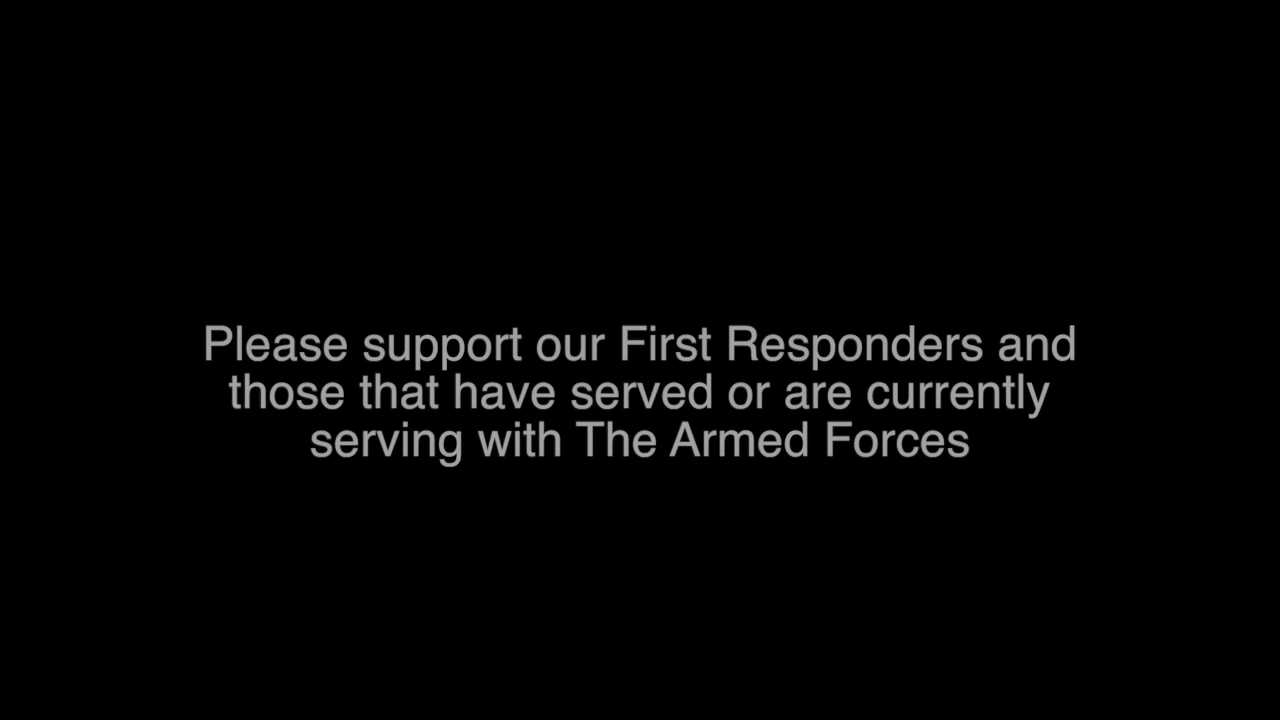 Please support our First Responders and
those that have served or are currently
serving with The Armed Forces